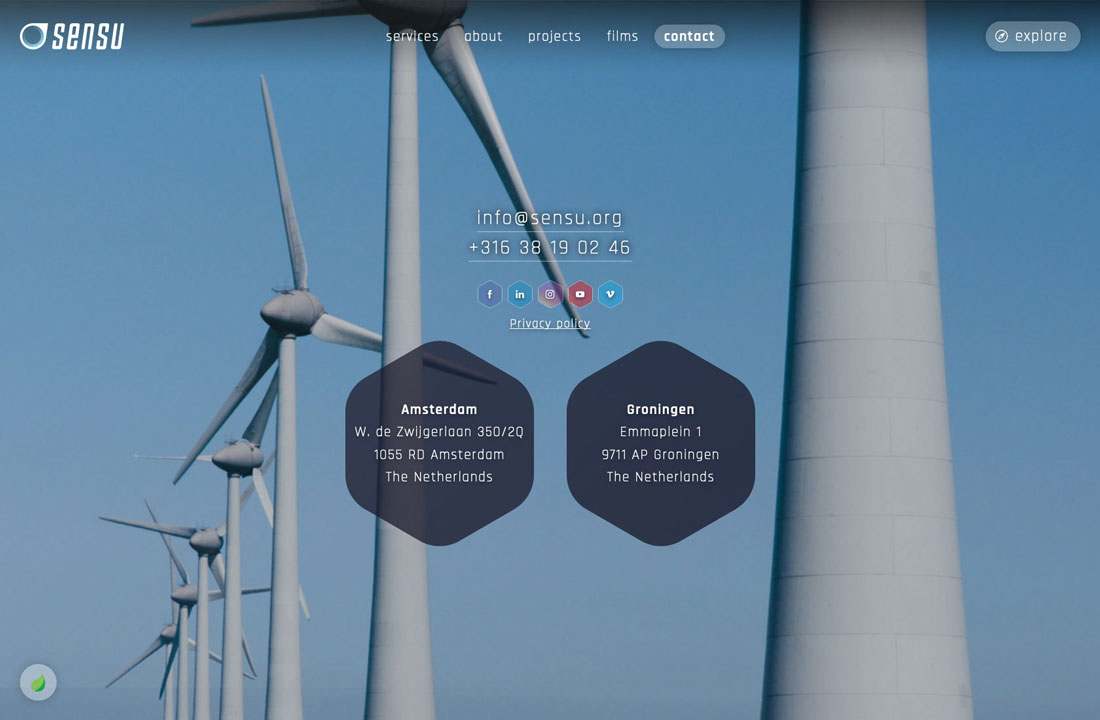 sensu
services about projects films contact
explore
info@sensu.org
+316 38 19 02 46
f in
Privacy policy
Amsterdam
W. de Zwijgerlaan 350/2Q
1055 RD Amsterdam
The Netherlands
Groningen
Emmaplein 1
9711 AP Groningen
The Netherlands